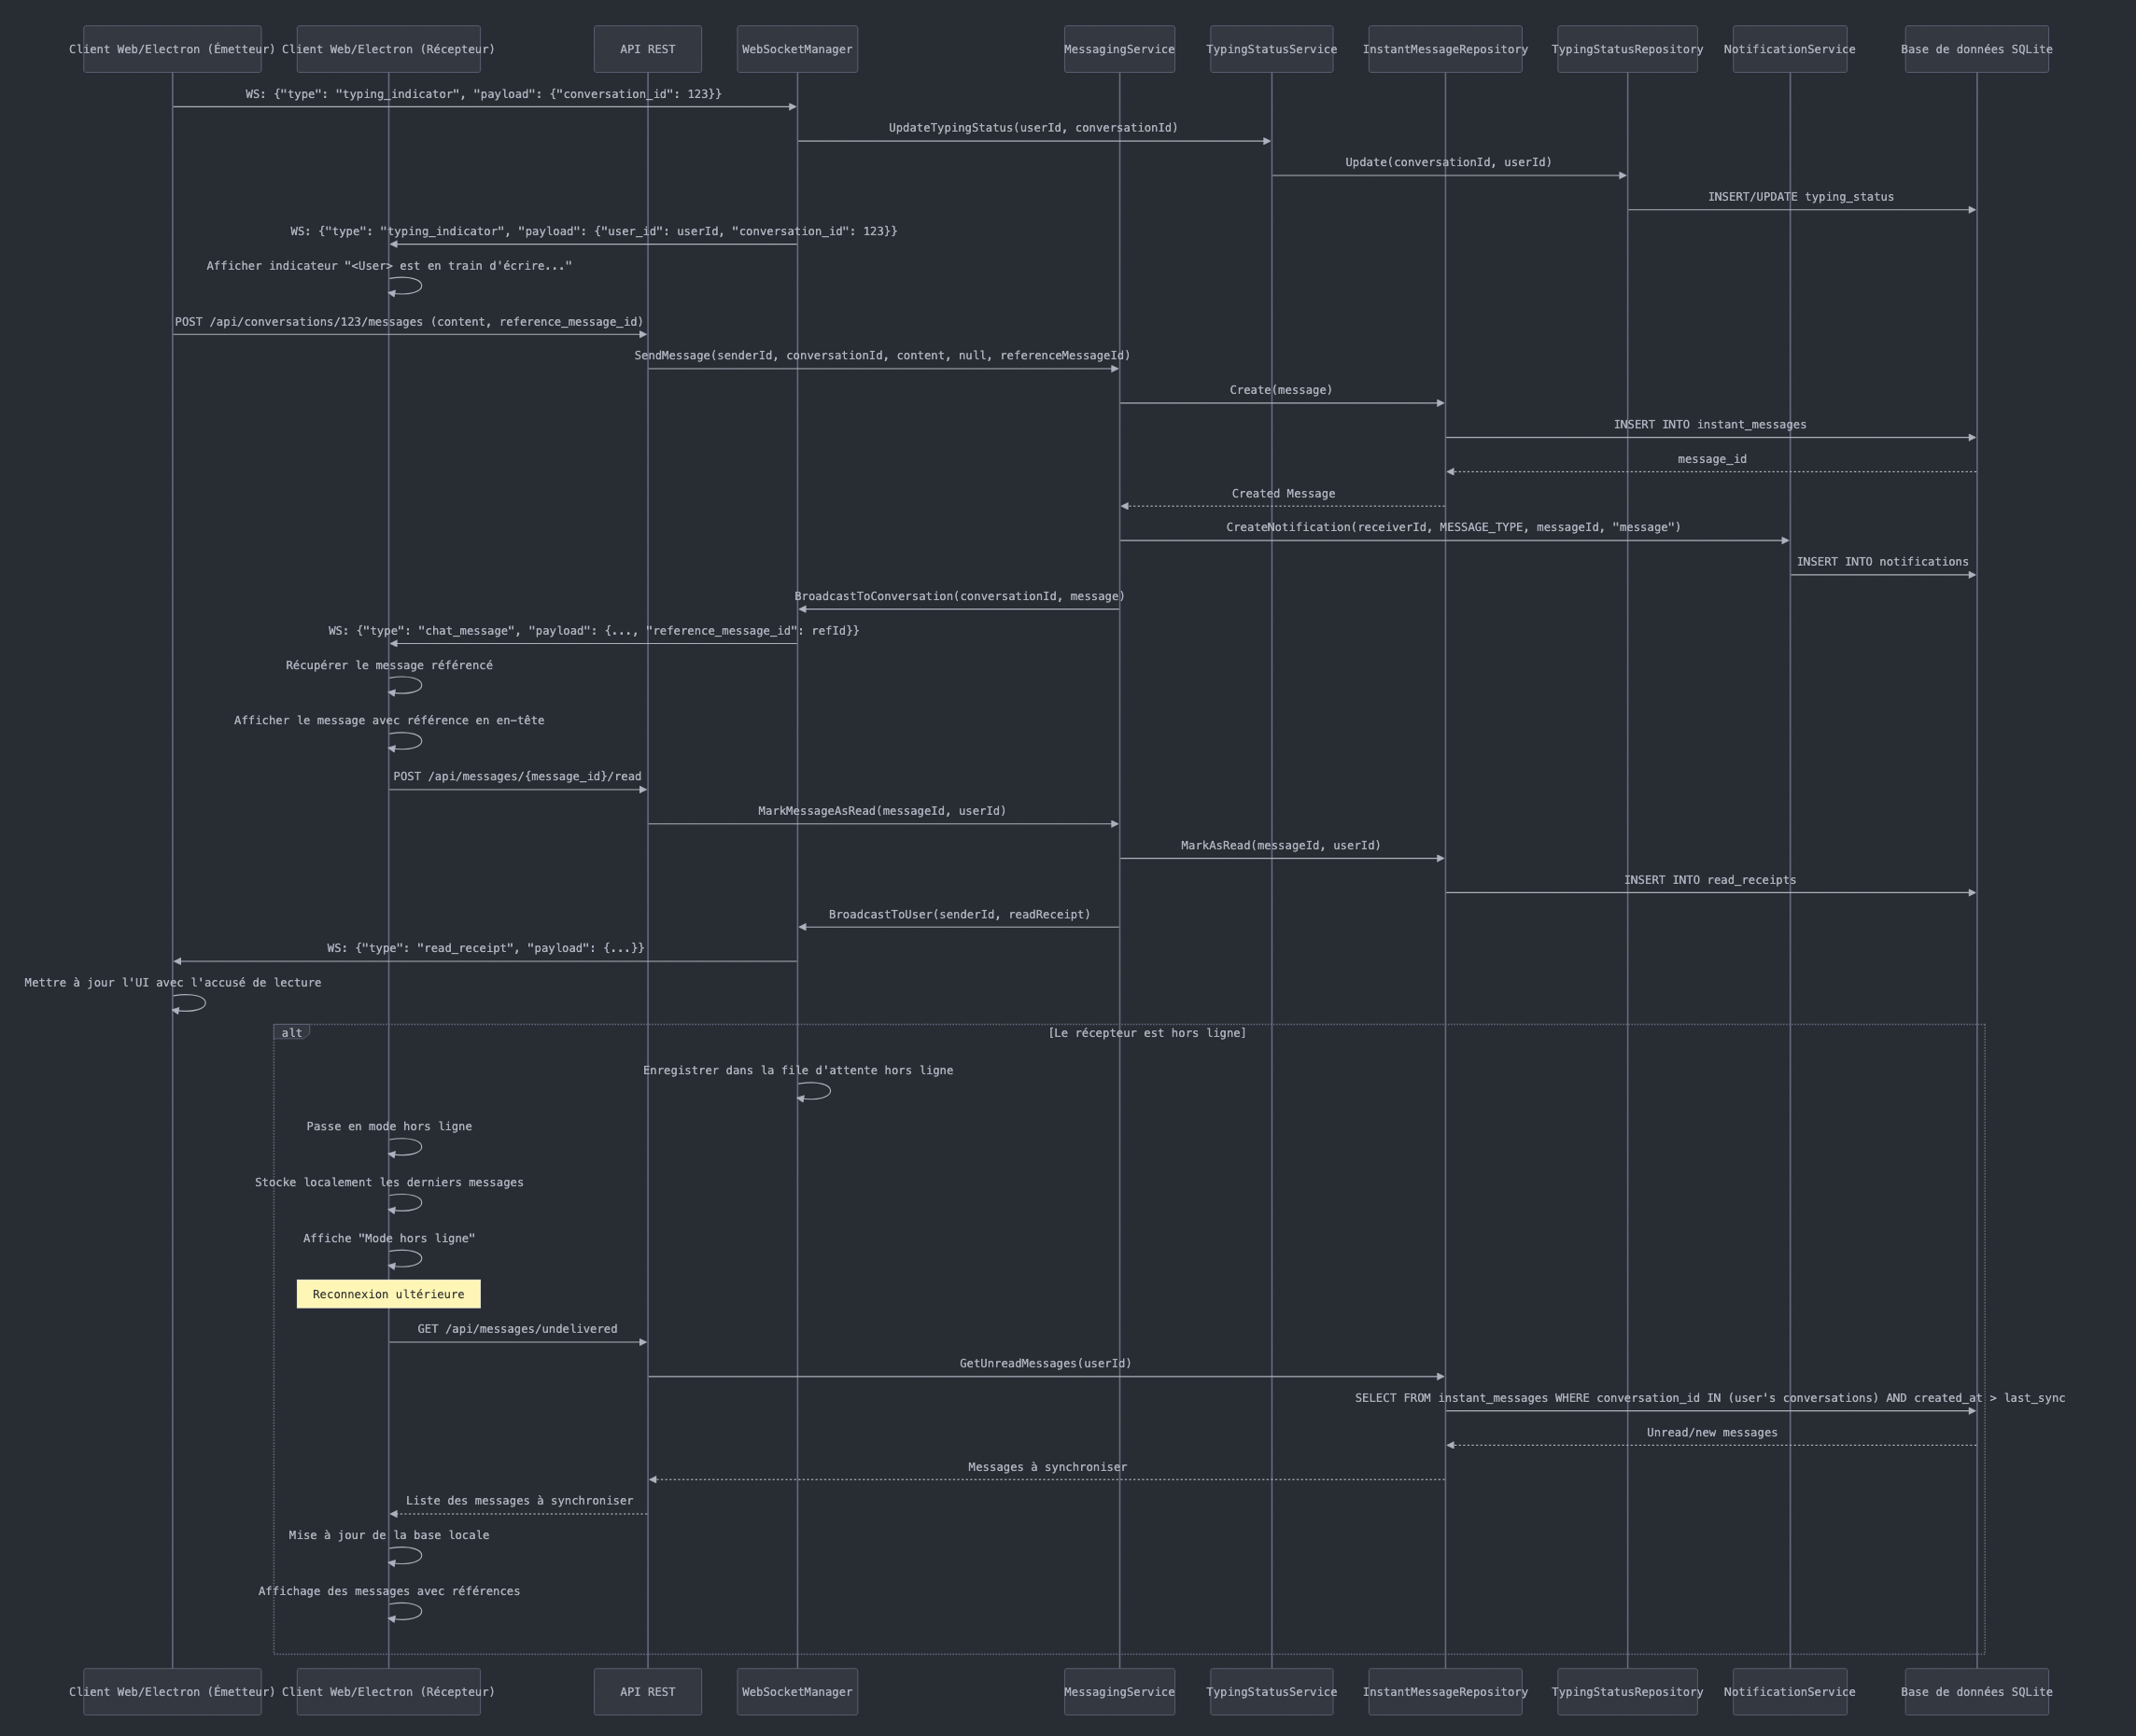 Client Web/Electron (Émetteur)
Client Web/Electron (Récepteur)
API REST
WebSocketManager
MessagingService
TypingStatusService
InstantMessageRepository
TypingStatusRepository
NotificationService
Base de données SQLite
WS: {"type": "typing_indicator", "payload": {"conversation_id": 123}}
UpdateTypingStatus(userId, conversationId)
Update(conversationId, userId)
INSERT/UPDATE typing_status
WS: {"type": "typing_indicator", "payload": {"user_id": userId, "conversation_id": 123}}
Afficher indicateur "<User> est en train d'écrire..."
POST /api/conversations/123/messages (content, reference_message_id)
SendMessage(senderId, conversationId, content, null, referenceMessageId)
Create(message)
INSERT INTO instant_messages
message_id
Created Message
CreateNotification(receiverId, MESSAGE_TYPE, messageId, "message")
INSERT INTO notifications
BroadcastToConversation(conversationId, message)
WS: {"type": "chat_message", "payload": {..., "reference_message_id": refId}}
Récupérer le message référencé
Afficher le message avec référence en en-tête
POST /api/messages/{message_id}/read
MarkMessageAsRead(messageId, userId)
MarkAsRead(messageId, userId)
INSERT INTO read_receipts
BroadcastToUser(senderId, readReceipt)
WS: {"type": "read_receipt", "payload": {...}}
Mettre à jour l'UI avec l'accusé de lecture
alt
[Le récepteur est hors ligne]
Enregistrer dans la file d'attente hors ligne
Passe en mode hors ligne
Stocke localement les derniers messages
Affiche "Mode hors ligne"
Reconnexion ultérieure
GET /api/messages/undelivered
GetUnreadMessages(userId)
SELECT FROM instant_messages WHERE conversation_id IN (user's conversations) AND created_at > last_sync
Unread/new messages
Messages à synchroniser
Liste des messages à synchroniser
Mise à jour de la base locale
Affichage des messages avec références
Client Web/Electron (Émetteur)
Client Web/Electron (Récepteur)
API REST
WebSocketManager
MessagingService
TypingStatusService
InstantMessageRepository
TypingStatusRepository
NotificationService
Base de données SQLite